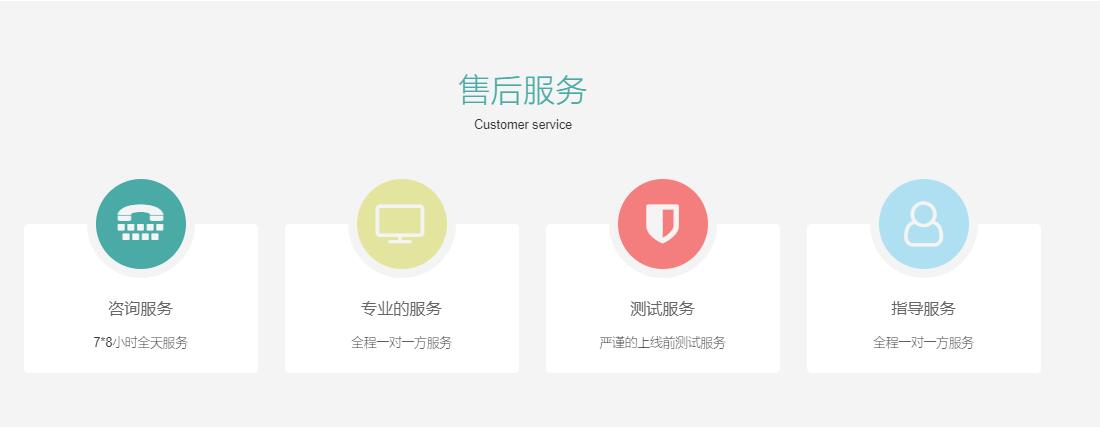 售后服务
Customer service
咨询服务
7*8小时全天服务
专业的服务
全程一对一方服务
测试服务
严谨的上线前测试服务
指导服务
全程一对一方服务